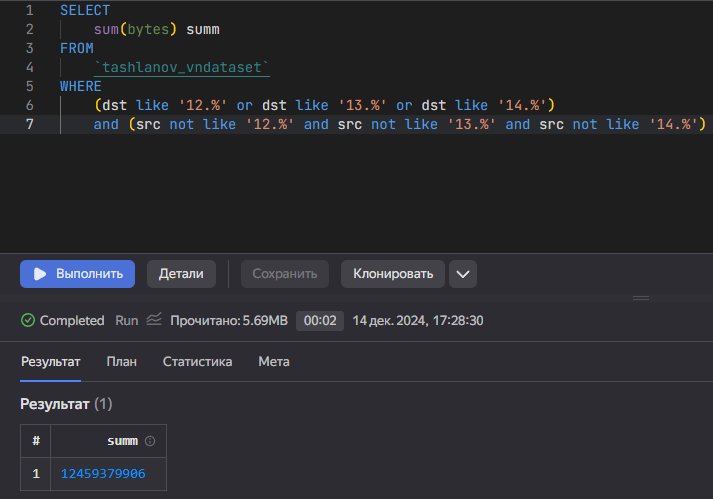 1 SELECT
2 sum(bytes) summ
3 FROM
4 `tashlanov_vndataset`
5 WHERE
6 (dst like '12.%' or dst like '13.%' or dst like '14.%')
7 and (src not like '12.%' and src not like '13.%' and src not like '14.%')
Выполнить Детали Сохранить Клонировать
Completed Run Прочитано: 5.69MB 00:02 14 дек. 2024, 17:28:30
Результат План Статистика Мета
Результат (1)
# summ
1 12459379906